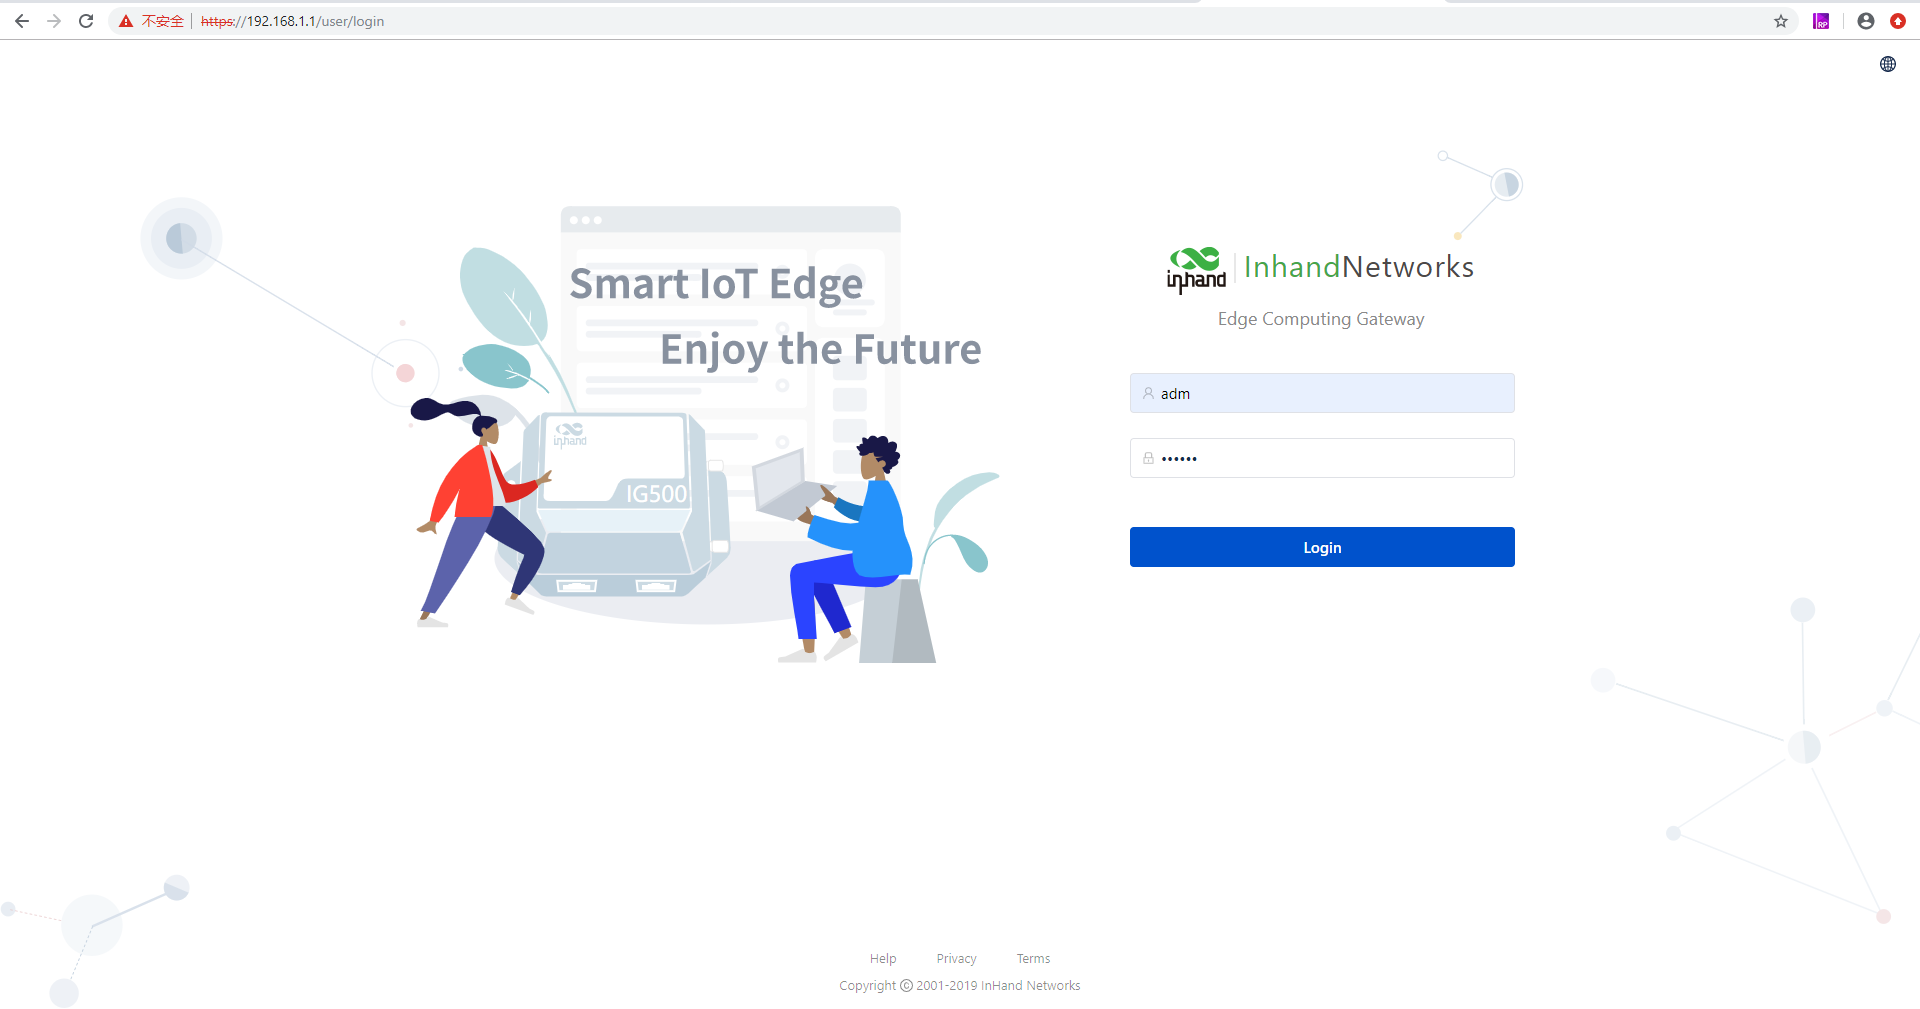 不安全 https://192.168.1.1/user/login
RP
Smart IoT Edge
Enjoy the Future
inhand
IG500
inhand InhandNetworks
Edge Computing Gateway
adm
••••••
Login
Help Privacy Terms
Copyright © 2001-2019 InHand Networks